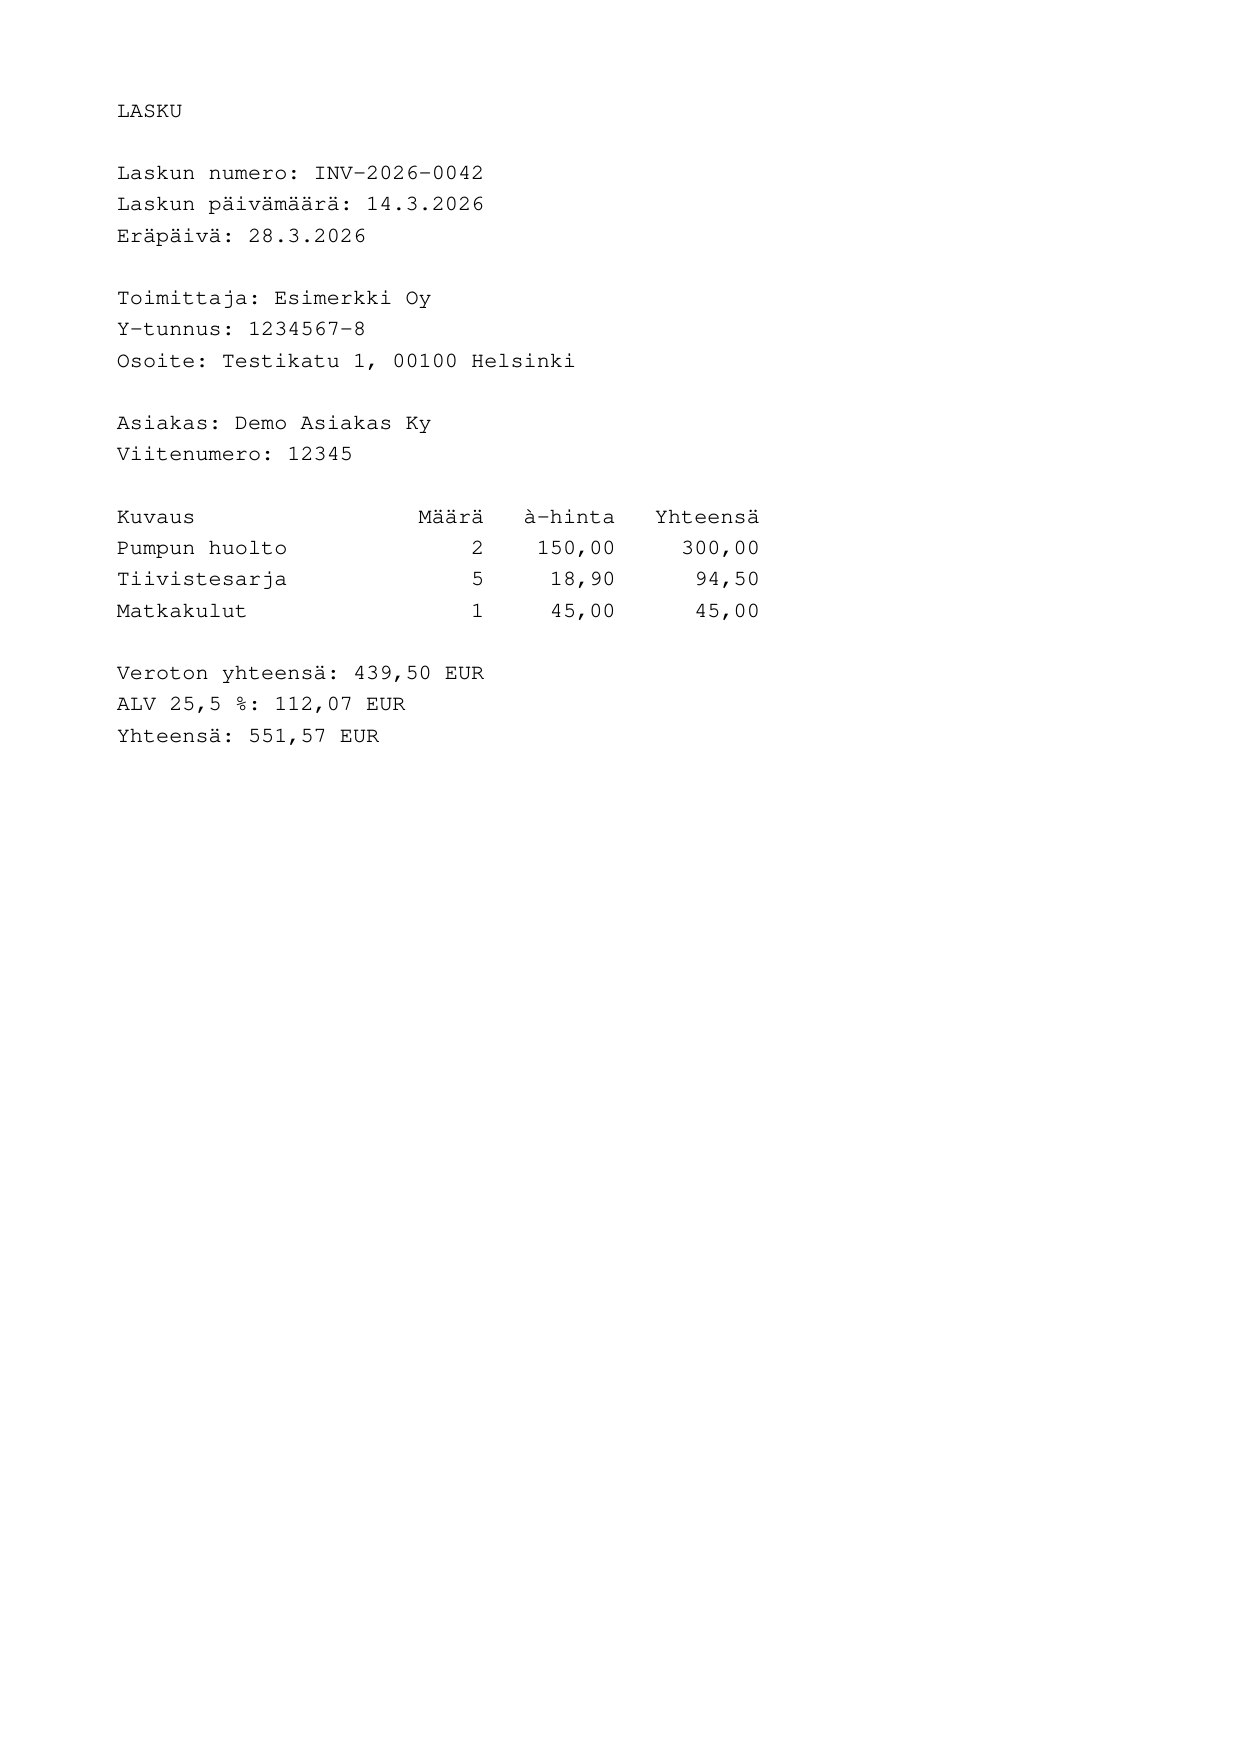 LASKU
Laskun numero: INV-2026-0042
Laskun päivämäärä: 14.3.2026
Eräpäivä: 28.3.2026
Toimittaja: Esimerkki Oy
Y-tunnus: 1234567-8
Osoite: Testikatu 1, 00100 Helsinki
Asiakas: Demo Asiakas Ky
Viitenumero: 12345
Kuvaus Määrä à-hinta Yhteensä
Pumpun huolto 2 150,00 300,00
Tiivistesarja 5 18,90 94,50
Matkakulut 1 45,00 45,00
Veroton yhteensä: 439,50 EUR
ALV 25,5 %: 112,07 EUR
Yhteensä: 551,57 EUR